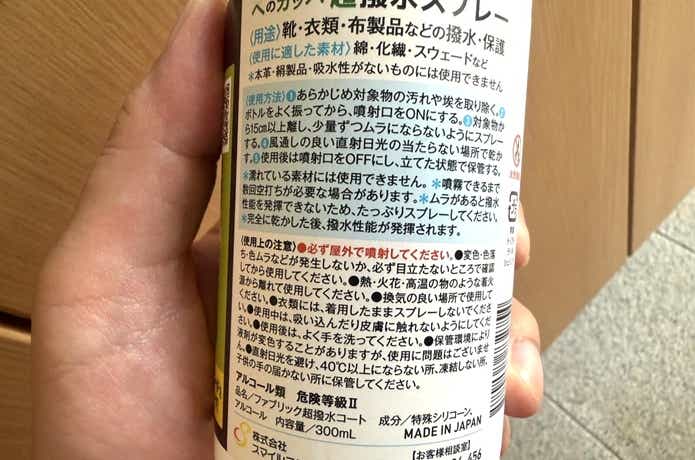 へのカッパ 超撥水スプレー
〈用途〉靴・衣類・布製品などの撥水・保護
〈使用に適した素材〉綿・化繊・スウェードなど
＊本革・絹製品・吸水性がないものには使用できません
〈使用方法〉❶あらかじめ対象物の汚れや埃を取り除く。❷
ボトルをよく振ってから、噴射口をONにする。❸対象物か
ら15cm以上離し、少量ずつムラにならないようにスプレー
する。❹風通しの良い直射日光の当たらない場所で乾か
す。❺使用後は噴射口をOFFにし、立てた状態で保管する。
＊濡れている素材には使用できません。＊噴霧できるまで
数回空打ちが必要な場合があります。＊ムラがあると撥水
性能を発揮できないため、たっぷりスプレーしてください。
＊完全に乾かした後、撥水性能が発揮されます。
〈使用上の注意〉●必ず屋外で噴射してください。●変色・色落
ち・色ムラなどが発生しないか、必ず目立たないところで確認
してから使用してください。●熱・火花・高温の物のような着火
源から離れて使用してください。●換気の良い場所で使用して
ください。●衣類には、着用したままスプレーしないでくださ
い。●使用中は、吸い込んだり皮膚に触れないようにしてくだ
さい。●使用後は、よく手を洗ってください。●保管環境により
液剤が変色することがありますが、使用に問題はございませ
ん。●直射日光を避け、40℃以上にならない所、凍結しない所、
子供の手の届かない所に保管してください。
アルコール類 危険等級Ⅱ
品名／ファブリック超撥水コート 成分／特殊シリコーン、
アルコール 内容量／300mL MADE IN JAPAN
株式会社
【お客様相談室】
456